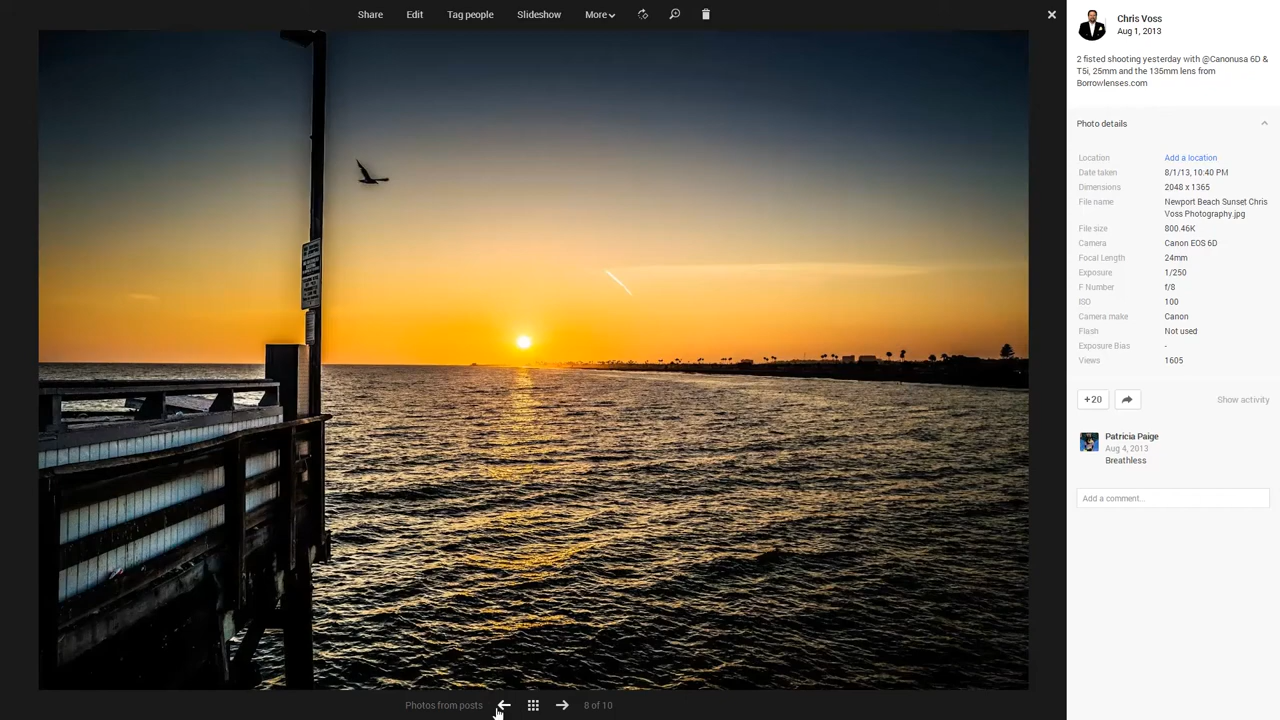 Share Edit Tag people Slideshow More
Chris Voss
Aug 1, 2013
2 fisted shooting yesterday with @Canonusa 6D &
T5i, 25mm and the 135mm lens from
Borrowlenses.com
Photo details
Location Add a location
Date taken 8/1/13, 10:40 PM
Dimensions 2048 x 1365
File name Newport Beach Sunset Chris
Voss Photography.jpg
File size 800.46K
Camera Canon EOS 6D
Focal Length 24mm
Exposure 1/250
F Number f/8
ISO 100
Camera make Canon
Flash Not used
Exposure Bias -
Views 1605
+20 Show activity
Patricia Paige
Aug 4, 2013
Breathless
Add a comment...
Photos from posts 8 of 10